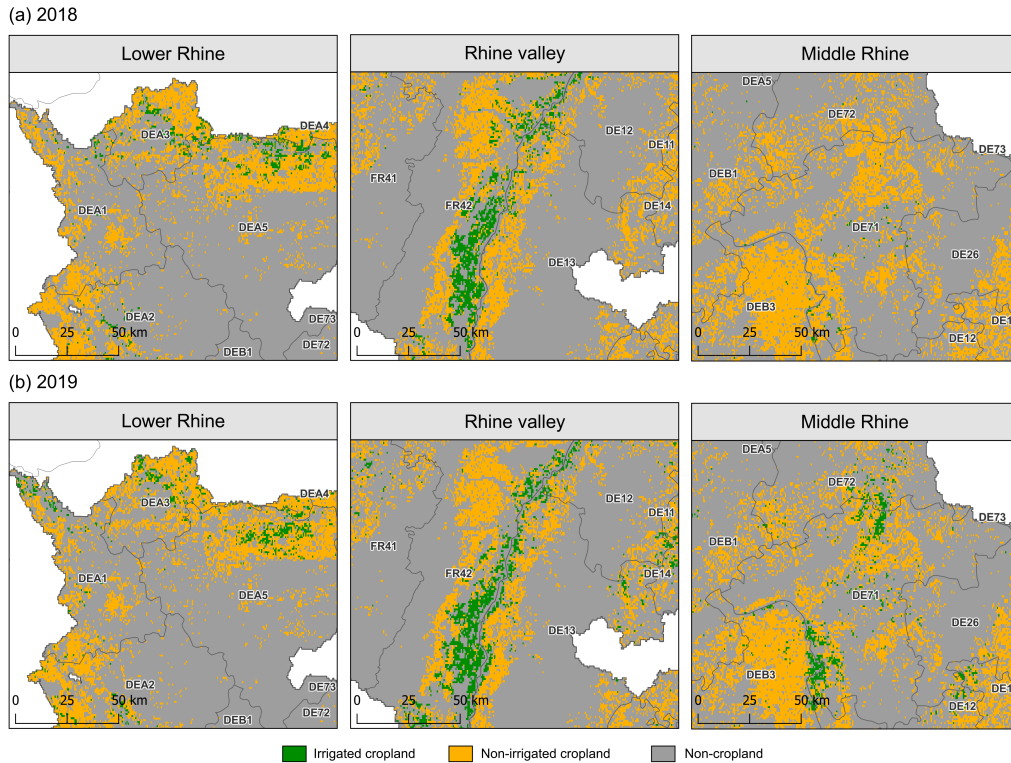 (a) 2018
Lower Rhine
Rhine valley
Middle Rhine
DEA4
DEA3
DEA1
DEA5
DEA2
DE73
DE72
DEB1
0 25 50 km
DE12
DE11
FR41
FR42
DE14
DE13
0 25 50 km
DEA5
DE72
DE73
DEB1
DE71
DE26
DEB3
DE1
DE12
0 25 50 km
(b) 2019
Lower Rhine
Rhine valley
Middle Rhine
DEA4
DEA3
DEA1
DEA5
DEA2
DE73
DE72
DEB1
0 25 50 km
DE12
DE11
FR41
FR42
DE14
DE13
0 25 50 km
DEA5
DE72
DE73
DEB1
DE71
DE26
DEB3
DE1
DE12
0 25 50 km
Irrigated cropland
Non-irrigated cropland
Non-cropland